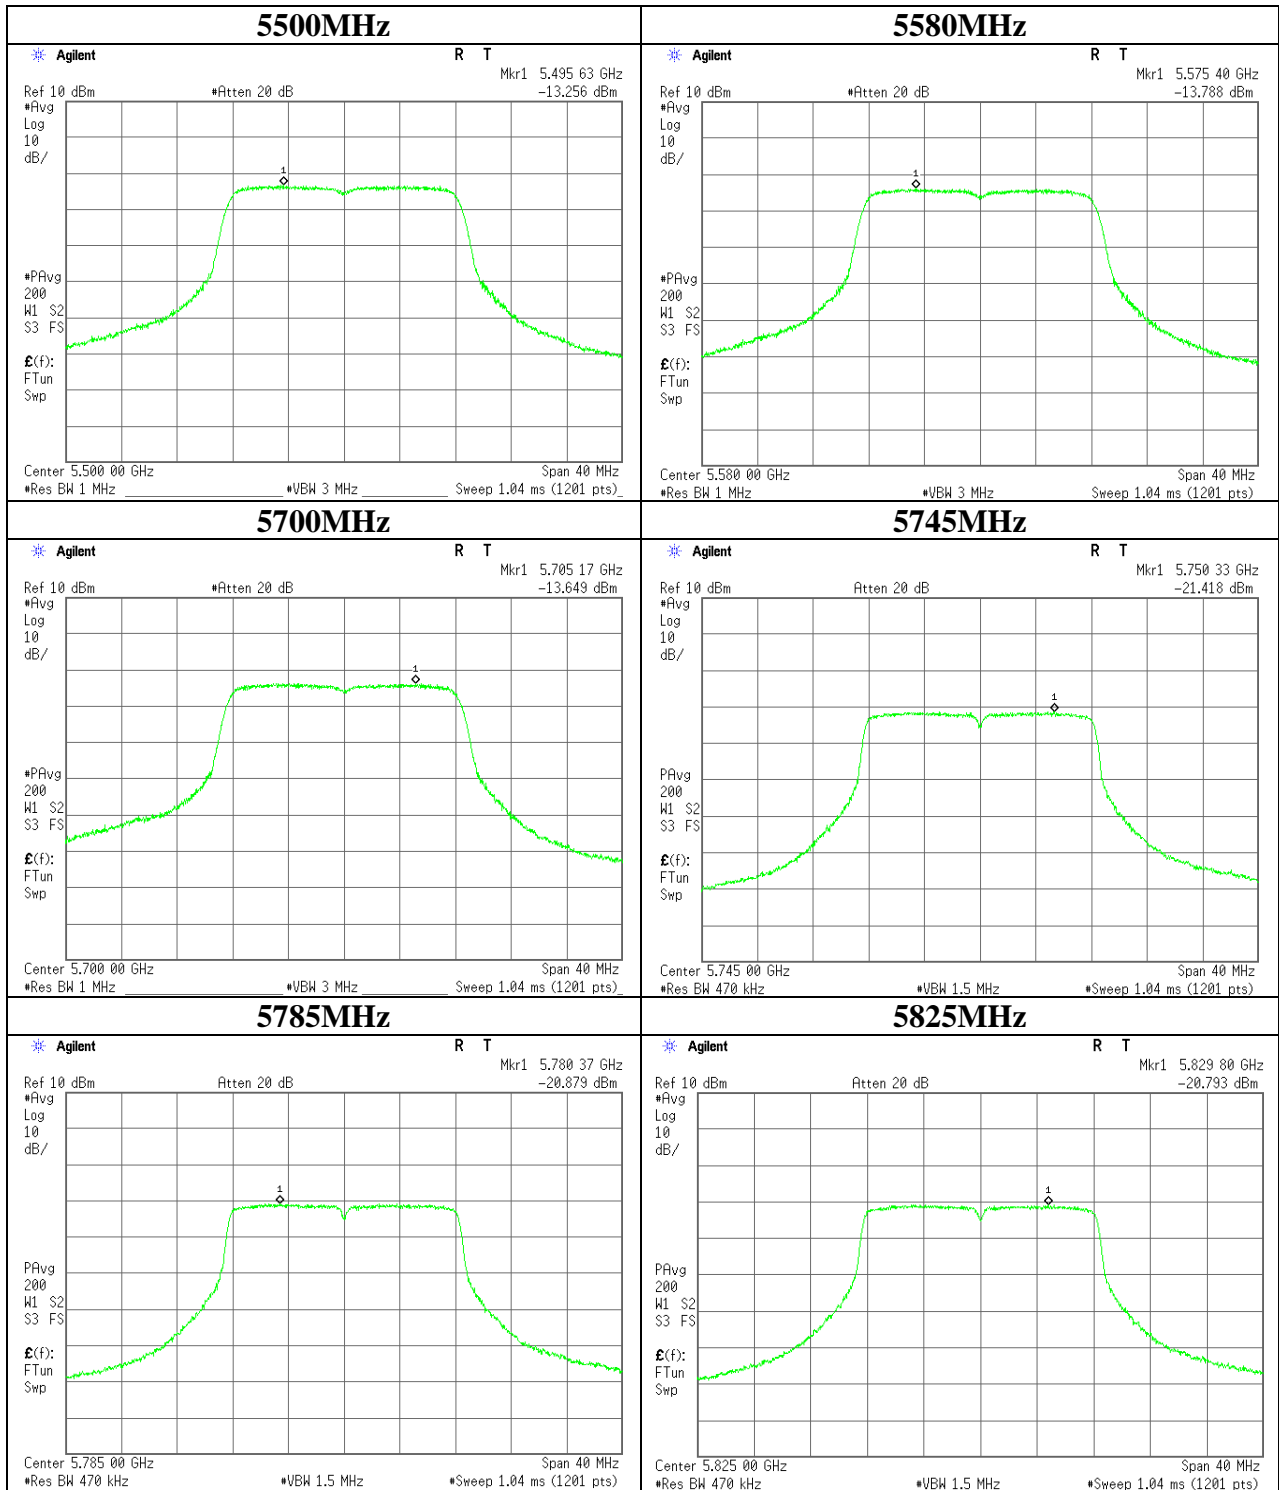 5500MHz
Agilent R T
Mkr1 5.495 63 GHz
Ref 10 dBm #Atten 20 dB -13.256 dBm
#Avg
Log
10
dB/
1
#PAvg
200
W1 S2
S3 FS
£(f):
FTun
Swp
Center 5.500 00 GHz Span 40 MHz
#Res BW 1 MHz #VBW 3 MHz Sweep 1.04 ms (1201 pts)
5580MHz
Agilent R T
Mkr1 5.575 40 GHz
Ref 10 dBm #Atten 20 dB -13.788 dBm
#Avg
Log
10
dB/
1
#PAvg
200
W1 S2
S3 FS
£(f):
FTun
Swp
Center 5.580 00 GHz Span 40 MHz
#Res BW 1 MHz #VBW 3 MHz Sweep 1.04 ms (1201 pts)
5700MHz
Agilent R T
Mkr1 5.705 17 GHz
Ref 10 dBm #Atten 20 dB -13.649 dBm
#Avg
Log
10
dB/
1
#PAvg
200
W1 S2
S3 FS
£(f):
FTun
Swp
Center 5.700 00 GHz Span 40 MHz
#Res BW 1 MHz #VBW 3 MHz Sweep 1.04 ms (1201 pts)
5745MHz
Agilent R T
Mkr1 5.750 33 GHz
Ref 10 dBm Atten 20 dB -21.418 dBm
#Avg
Log
10
dB/
1
PAvg
200
W1 S2
S3 FS
£(f):
FTun
Swp
Center 5.745 00 GHz Span 40 MHz
#Res BW 470 kHz #VBW 1.5 MHz #Sweep 1.04 ms (1201 pts)
5785MHz
Agilent R T
Mkr1 5.780 37 GHz
Ref 10 dBm Atten 20 dB -20.879 dBm
#Avg
Log
10
dB/
1
PAvg
200
W1 S2
S3 FS
£(f):
FTun
Swp
Center 5.785 00 GHz Span 40 MHz
#Res BW 470 kHz #VBW 1.5 MHz #Sweep 1.04 ms (1201 pts)
5825MHz
Agilent R T
Mkr1 5.829 80 GHz
Ref 10 dBm Atten 20 dB -20.793 dBm
#Avg
Log
10
dB/
1
PAvg
200
W1 S2
S3 FS
£(f):
FTun
Swp
Center 5.825 00 GHz Span 40 MHz
#Res BW 470 kHz #VBW 1.5 MHz #Sweep 1.04 ms (1201 pts)